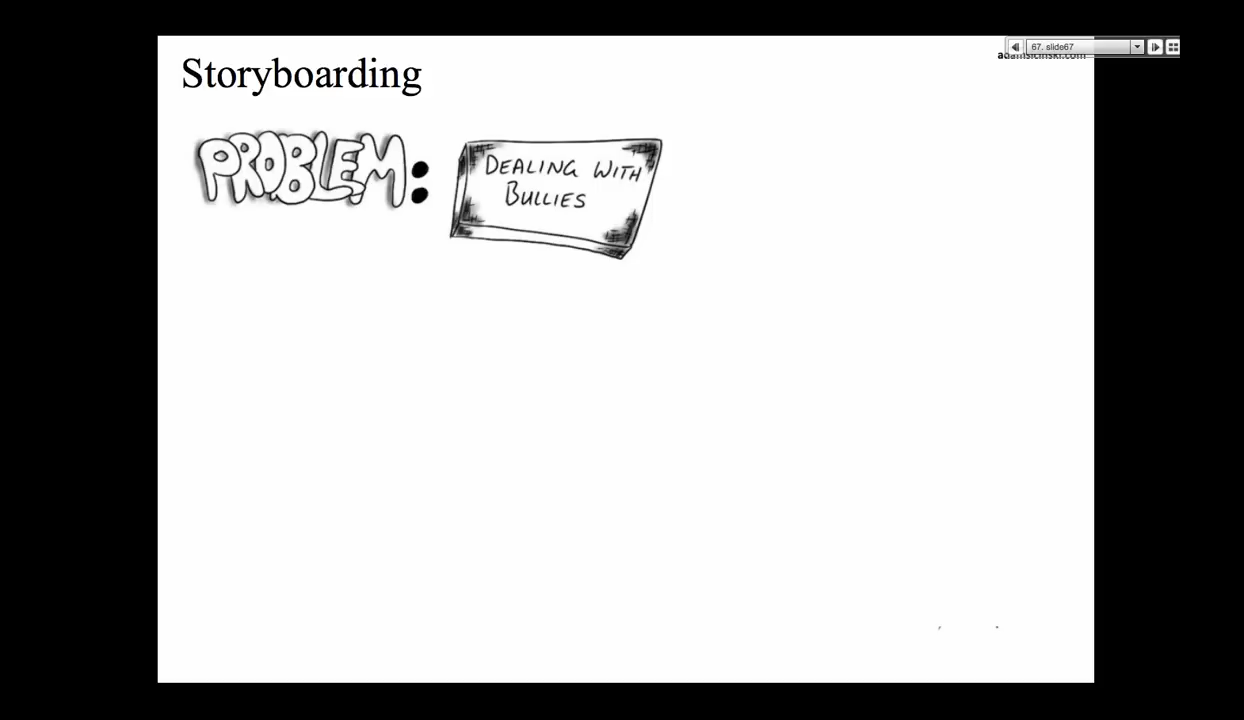 67. slide67
Storyboarding
PROBLEM:
DEALING WITH
BULLIES